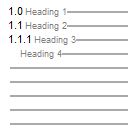 1.0 Heading 1
1.1 Heading 2
1.1.1 Heading 3
Heading 4